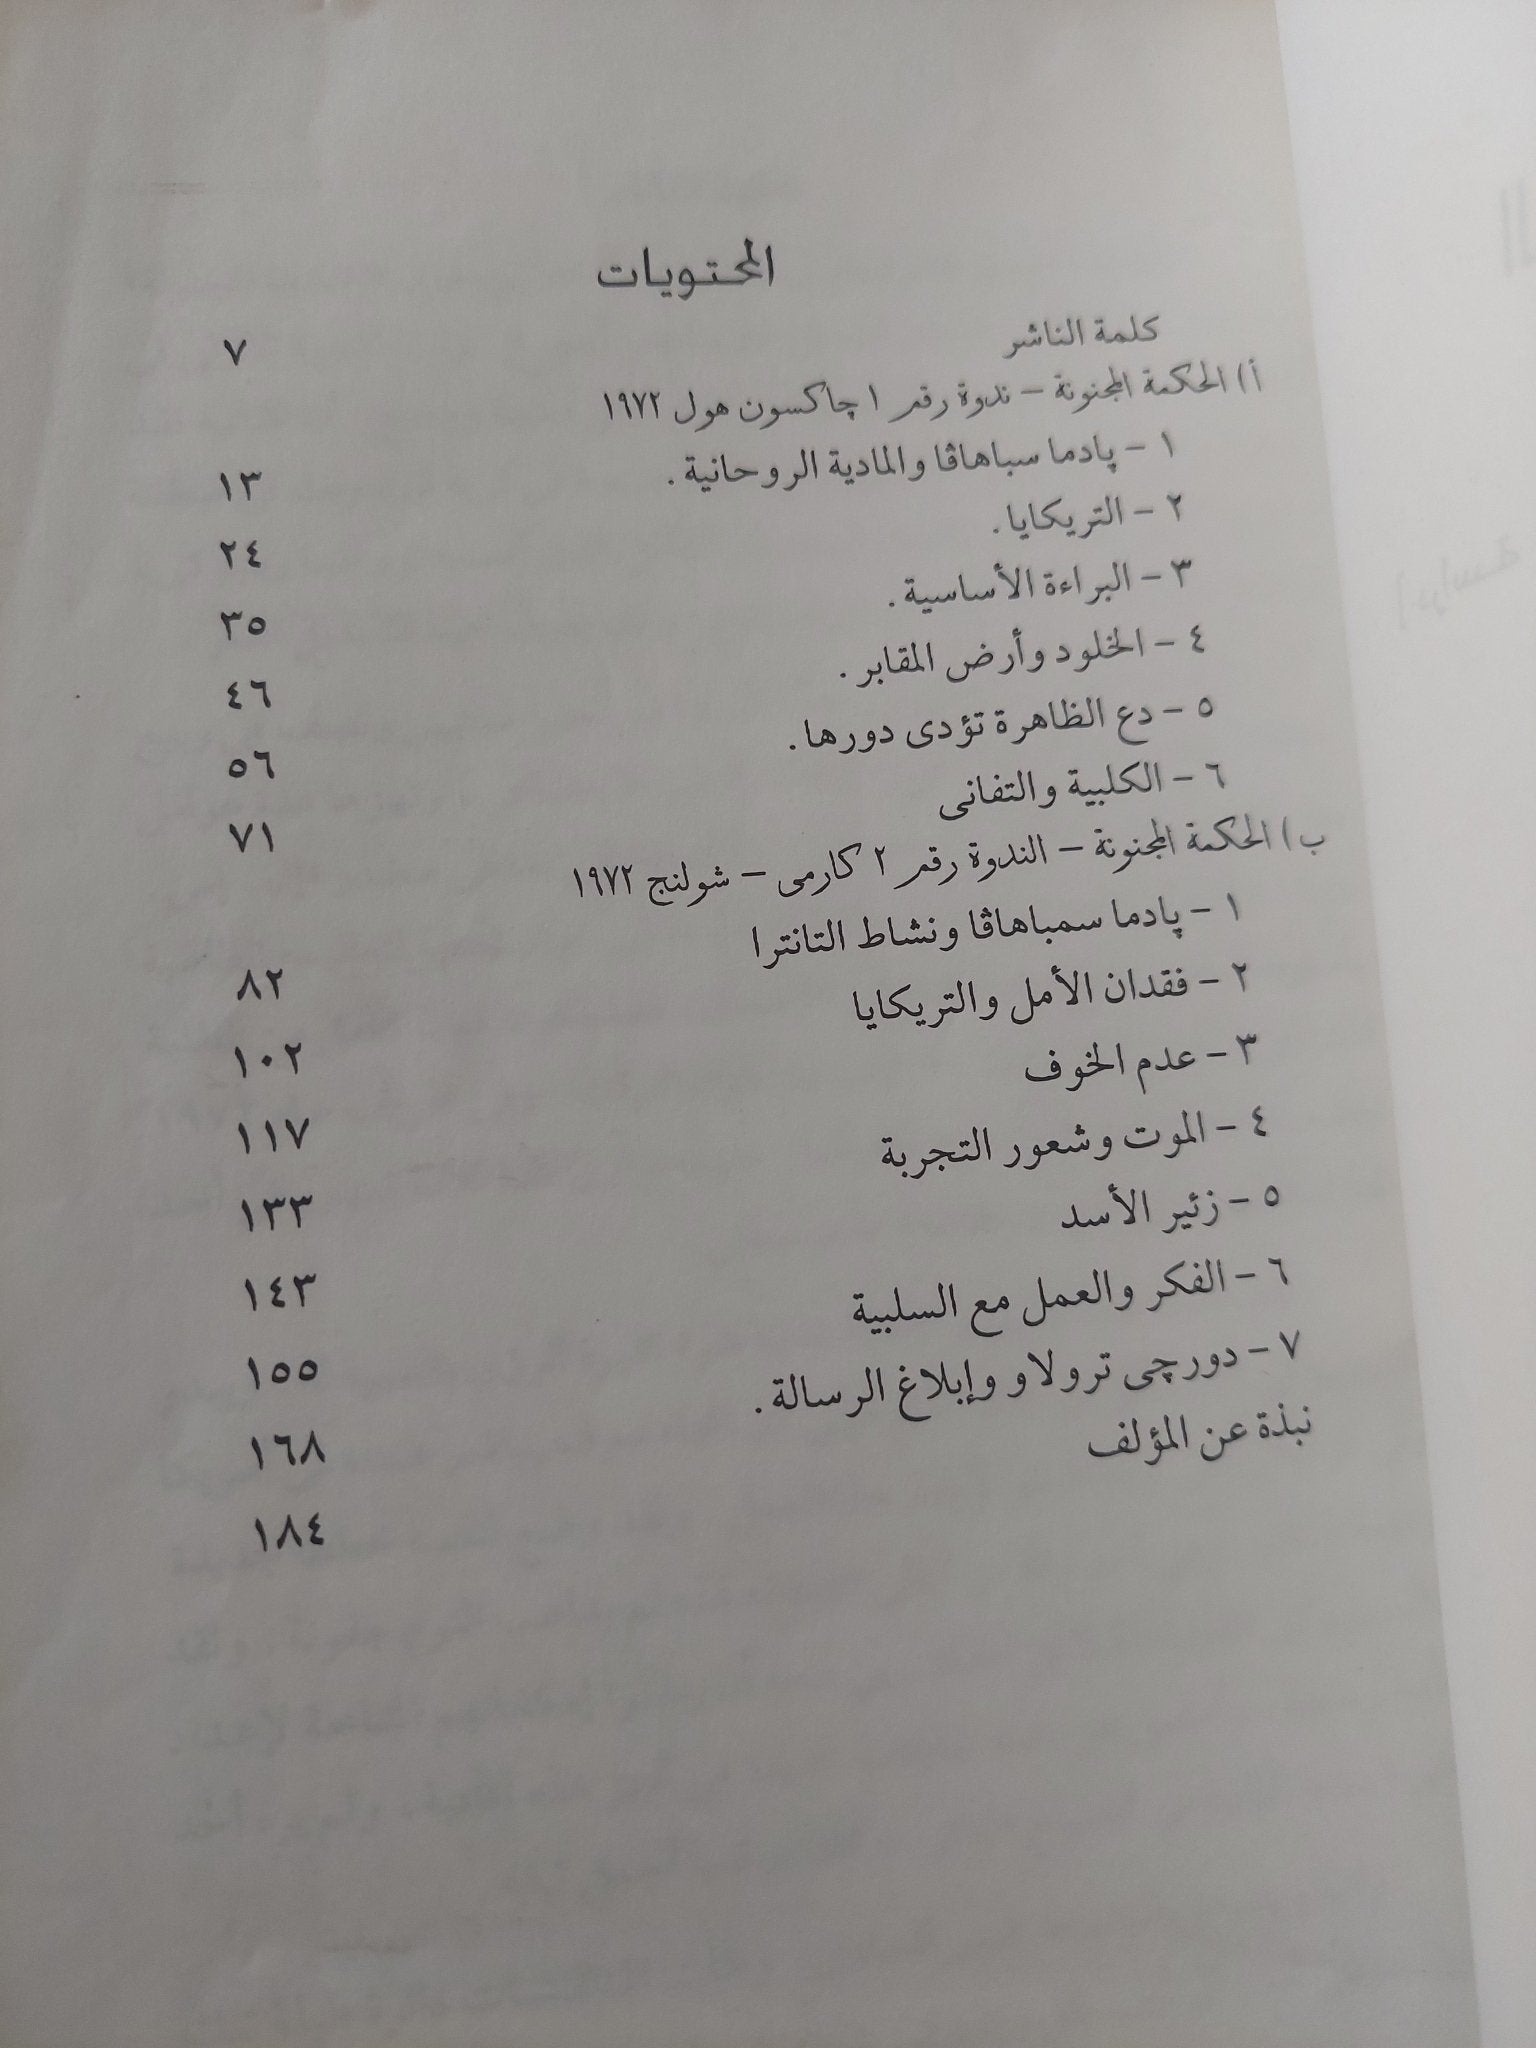 المحتويات
كلمة الناشر ٧
أ) الحكمة المجنونة – ندوة رقم ١ چاكسون هول ١٩٧٢
١ – پادما سباهاڤا والمادية الروحانية . ١٣
٢ – التريكايا . ٢٤
٣ – البراءة الأساسية . ٣٥
٤ – الخلود وأرض المقابر . ٤٦
٥ – دع الظاهرة تؤدى دورها . ٥٦
٦ – الكلبية والتفانى ٧١
ب) الحكمة المجنونة – الندوة رقم ٢ كارمى – شولنج ١٩٧٢
١ – پادما سمباهاڤا ونشاط التانترا ٨٢
٢ – فقدان الأمل والتريكايا ١٠٢
٣ – عدم الخوف ١١٧
٤ – الموت وشعور التجربة ١٣٣
٥ – زئير الأسد ١٤٣
٦ – الفكر والعمل مع السلبية ١٥٥
٧ – دورچى ترولاو وإبلاغ الرسالة . ١٦٨
نبذة عن المؤلف ١٨٤